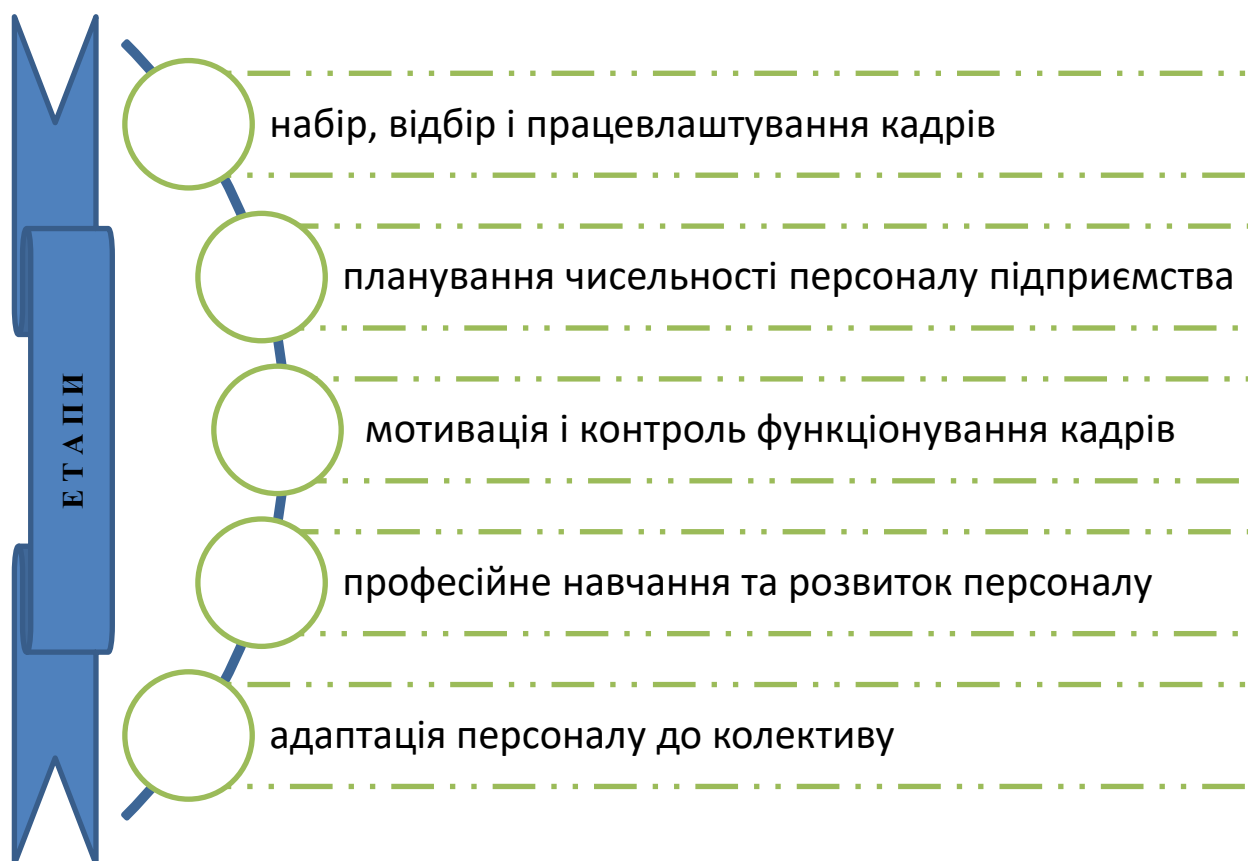 ЕТАПИ
набір, відбір і працевлаштування кадрів
планування чисельності персоналу підприємства
мотивація і контроль функціонування кадрів
професійне навчання та розвиток персоналу
адаптація персоналу до колективу